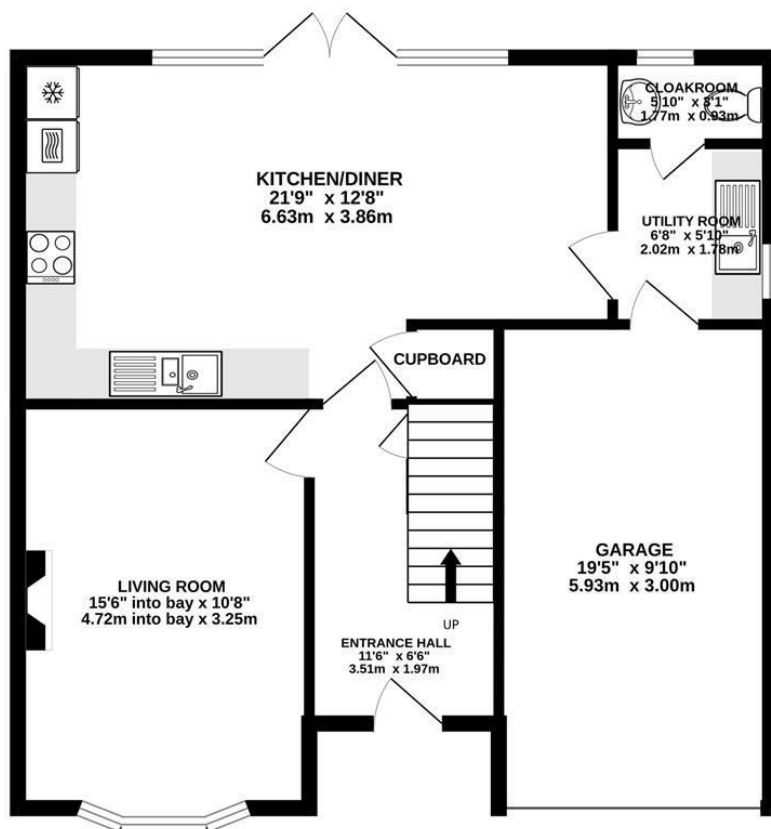 CLOAKROOM
5'10" x 3'1"
1.77m x 0.93m
KITCHEN/DINER
21'9" x 12'8"
6.63m x 3.86m
UTILITY ROOM
6'8" x 5'10"
2.02m x 1.78m
CUPBOARD
GARAGE
19'5" x 9'10"
5.93m x 3.00m
LIVING ROOM
15'6" into bay x 10'8"
4.72m into bay x 3.25m
UP
ENTRANCE HALL
11'6" x 6'6"
3.51m x 1.97m